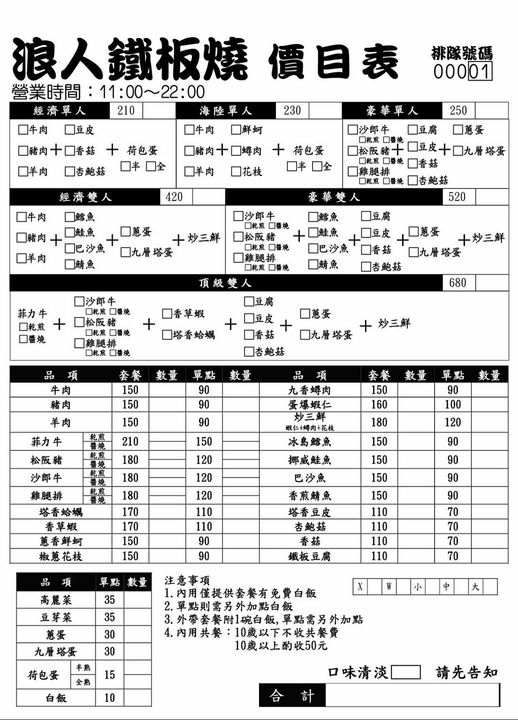 浪人鐵板燒 價目表
排隊號碼
00001
營業時間：11:00～22:00
經濟單人 210 海陸單人 230 豪華單人 250
□牛肉 □豆皮
□豬肉 + □香菇 + 荷包蛋
□羊肉 □杏鮑菇
□牛肉 □鮮蚵
□豬肉 + □蟳肉 + 荷包蛋
□羊肉 □花枝 □半 □全
□沙郎牛 □豆腐 □蔥蛋
□乾煎 □醬燒
□松阪豬 + □豆皮 + □九層塔蛋
□乾煎 □醬燒 □香菇
□雞腿排
□乾煎 □醬燒 □杏鮑菇
經濟雙人 420 豪華雙人 520
□牛肉 □鱈魚
□豬肉 + □鮭魚 + □蔥蛋 + 炒三鮮
□羊肉 □巴沙魚 □九層塔蛋
□鯖魚
□沙郎牛 □鱈魚 □豆腐
□乾煎 □醬燒
□松阪豬 + □鮭魚 + □豆皮 + □蔥蛋 + 炒三鮮
□乾煎 □醬燒 □巴沙魚 □香菇 □九層塔蛋
□雞腿排 □鯖魚 □杏鮑菇
□乾煎 □醬燒
頂級雙人 680
□沙郎牛 □豆腐
菲力牛 □乾煎 □醬燒 □香草蝦 □豆皮 □蔥蛋
□乾煎 + □松阪豬 + + + + 炒三鮮
□醬燒 □乾煎 □醬燒 □塔香蛤蠣 □香菇 □九層塔蛋
□雞腿排 □杏鮑菇
□乾煎 □醬燒
品 項 套餐 數量 單點 數量 品 項 套餐 數量 單點 數量
牛肉 150 90 九香蟳肉 150 90
豬肉 150 90 蛋爆蝦仁 160 100
羊肉 150 90 炒三鮮 蝦仁+蟳肉+花枝 180 120
菲力牛 乾煎 醬燒 210 150 冰島鱈魚 150 90
松阪豬 乾煎 醬燒 180 120 挪威鮭魚 150 90
沙郎牛 乾煎 醬燒 180 120 巴沙魚 150 90
雞腿排 乾煎 醬燒 180 120 香煎鯖魚 150 90
塔香蛤蠣 170 110 塔香豆皮 110 70
香草蝦 170 110 杏鮑菇 110 70
蔥香鮮蚵 150 90 香菇 110 70
椒蔥花枝 150 90 鐵板豆腐 110 70
品 項 單點 數量
高麗菜 35
豆芽菜 35
蔥蛋 30
九層塔蛋 30
荷包蛋 半熟 全熟 15
白飯 10
注意事項
1.內用僅提供套餐有免費白飯
2.單點則需另外加點白飯
3.外帶套餐附1碗白飯,單點需另外加點
4.內用共餐：10歲以下不收共餐費
10歲以上酌收50元
X W 小 中 大
口味清淡 請先告知
合 計